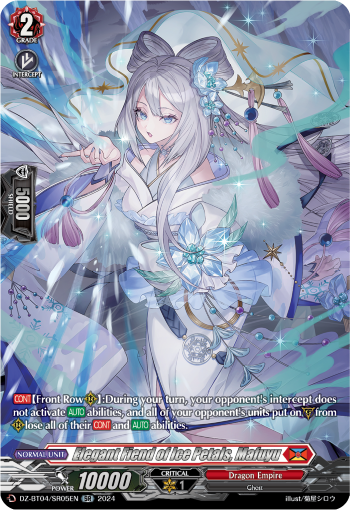 2
GRADE
INTERCEPT
5000
SHIELD
CONT【Front Row】:During your turn, your opponent's intercept does
not activate AUTO abilities, and all of your opponent's units put on from
lose all of their CONT and AUTO abilities.
NORMAL UNIT
Elegant Fiend of Ice Petals, Mafuyu
POWER 10000
CRITICAL
1
Dragon Empire
Ghost
DZ-BT04/SR05EN SR 2024
illust/菊屋シロウ